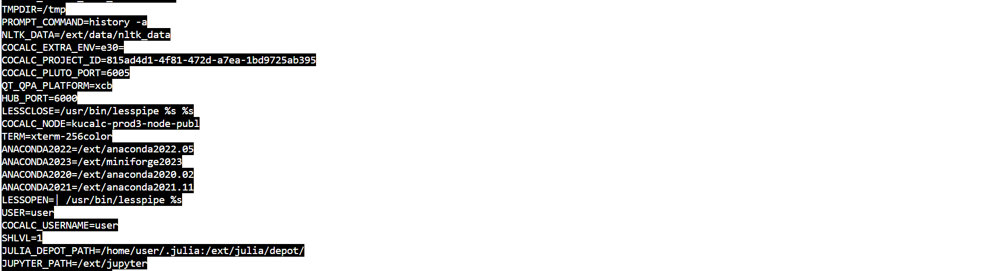 TMPDIR=/tmp
PROMPT_COMMAND=history -a
NLTK_DATA=/ext/data/nltk_data
COCALC_EXTRA_ENV=e30=
COCALC_PROJECT_ID=815ad4d1-4f81-472d-a7ea-1bd9725ab395
COCALC_PLUTO_PORT=6005
QT_QPA_PLATFORM=xcb
HUB_PORT=6000
LESSCLOSE=/usr/bin/lesspipe %s %s
COCALC_NODE=kucalc-prod3-node-publ
TERM=xterm-256color
ANACONDA2022=/ext/anaconda2022.05
ANACONDA2023=/ext/miniforge2023
ANACONDA2020=/ext/anaconda2020.02
ANACONDA2021=/ext/anaconda2021.11
LESSOPEN=| /usr/bin/lesspipe %s
USER=user
COCALC_USERNAME=user
SHLVL=1
JULIA_DEPOT_PATH=/home/user/.julia:/ext/julia/depot/
JUPYTER_PATH=/ext/jupyter